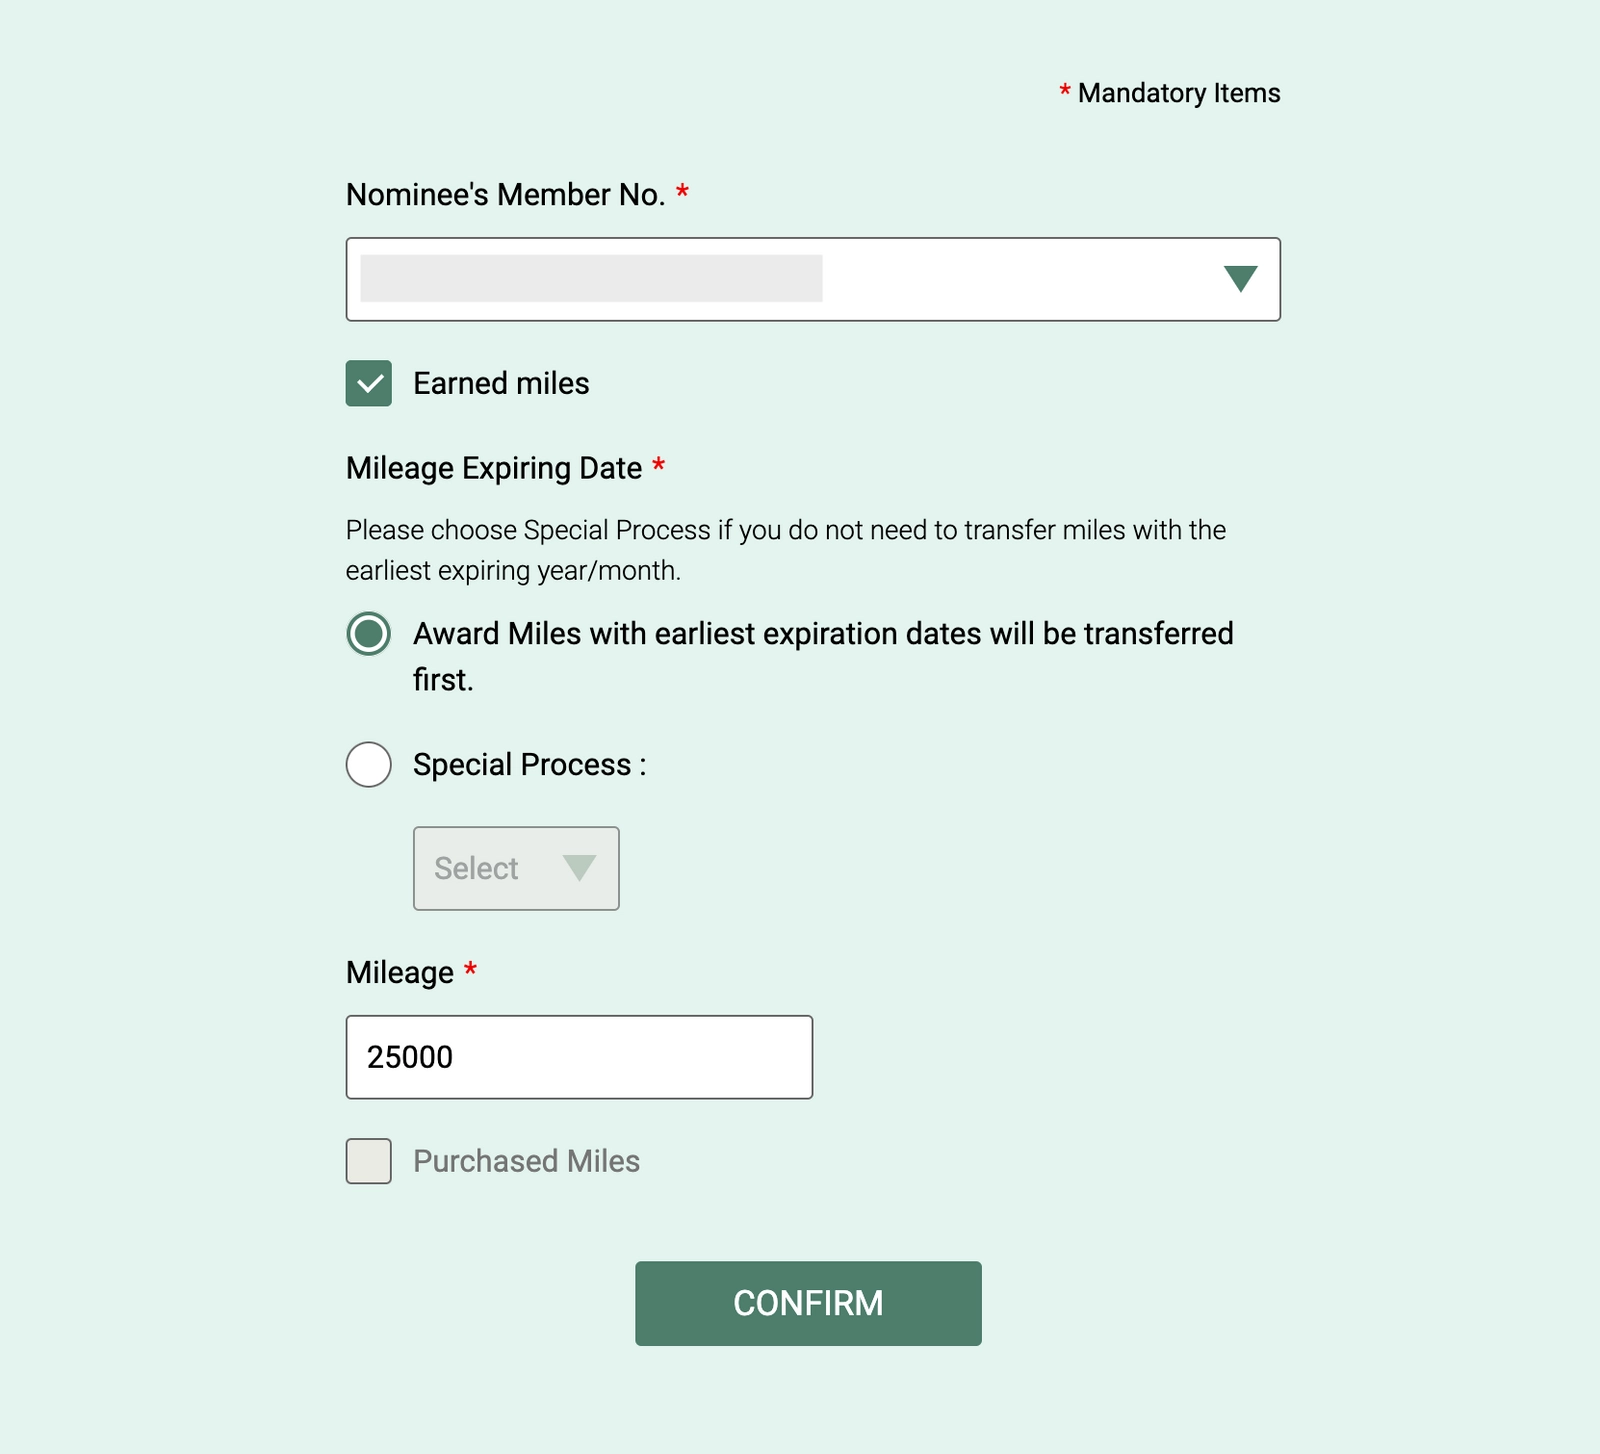 * Mandatory Items
Nominee's Member No. *
Earned miles
Mileage Expiring Date *
Please choose Special Process if you do not need to transfer miles with the
earliest expiring year/month.
Award Miles with earliest expiration dates will be transferred
first.
Special Process :
Select
Mileage *
25000
Purchased Miles
CONFIRM